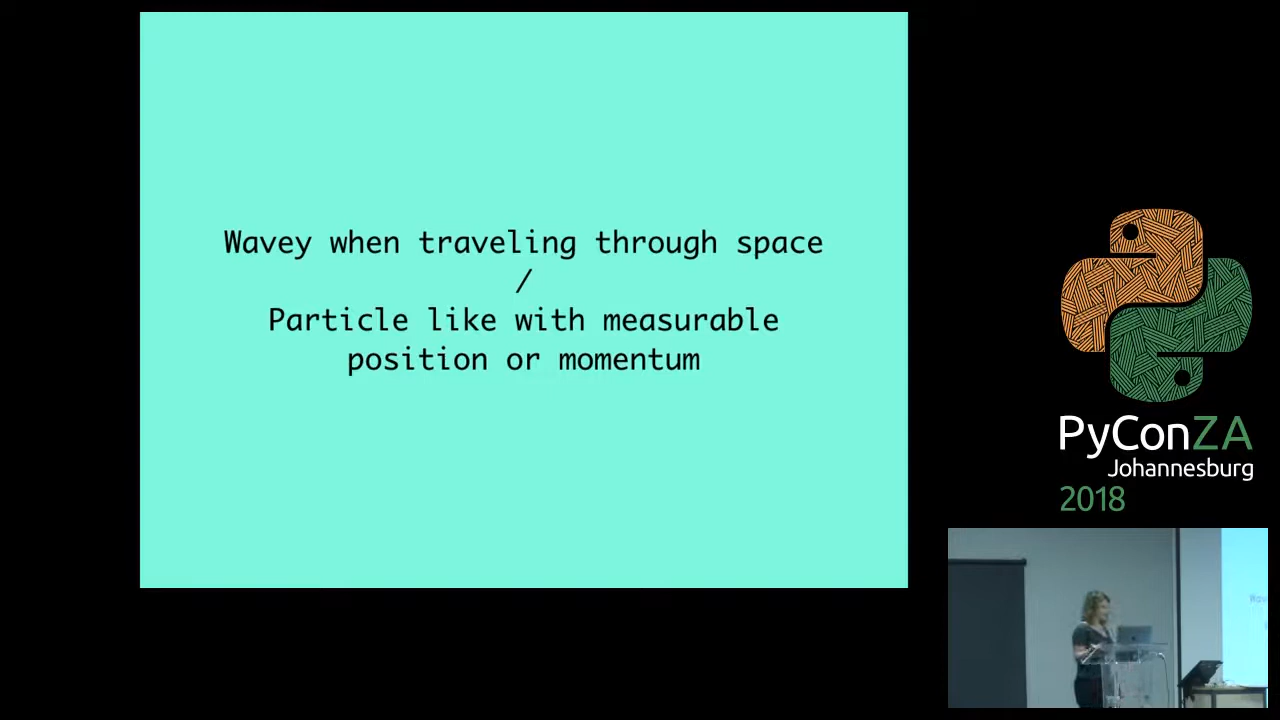 Wavey when traveling through space
/
Particle like with measurable
position or momentum
PyConZA
Johannesburg
2018